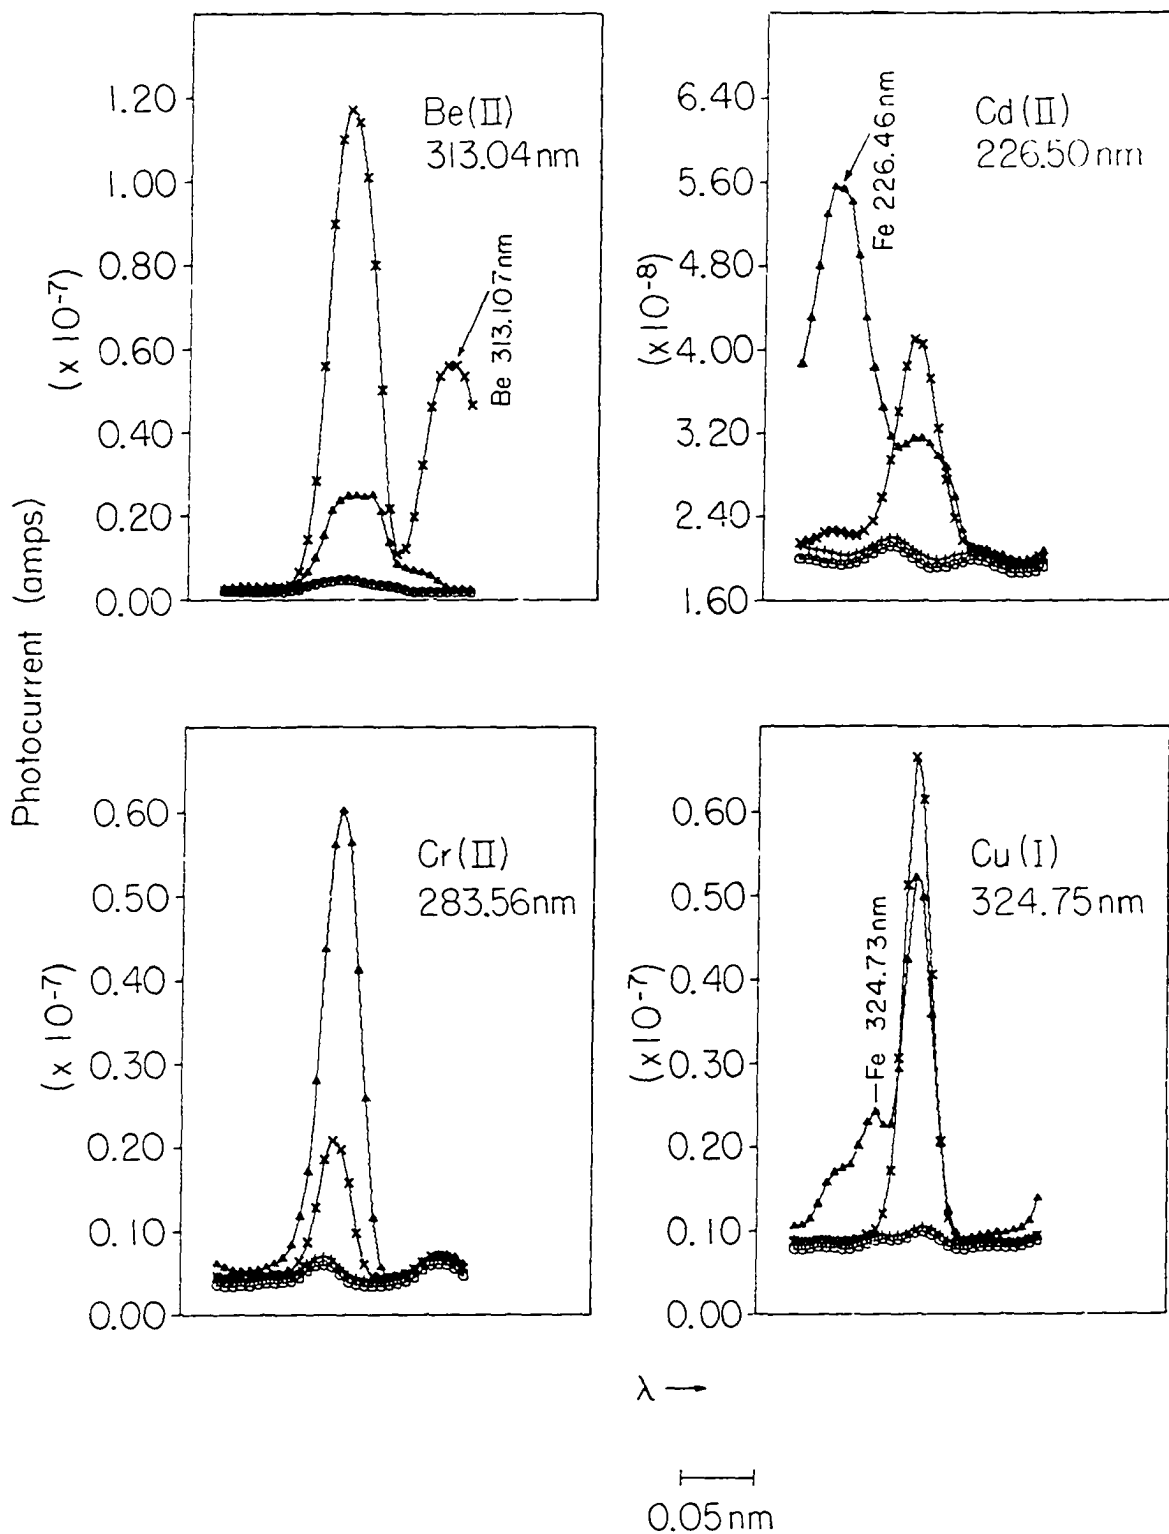 Photocurrent (amps)
(x 10⁻⁷)
1.20
1.00
0.80
0.60
0.40
0.20
0.00
Be(II)
313.04nm
Be 313.107nm
(x 10⁻⁸)
6.40
5.60
4.80
4.00
3.20
2.40
1.60
Cd(II)
226.50nm
Fe 226.46nm
(x 10⁻⁷)
0.60
0.50
0.40
0.30
0.20
0.10
0.00
Cr(II)
283.56nm
(x10⁻⁷)
0.60
0.50
0.40
0.30
0.20
0.10
0.00
Cu(I)
324.75nm
Fe 324.73nm
λ →
0.05nm